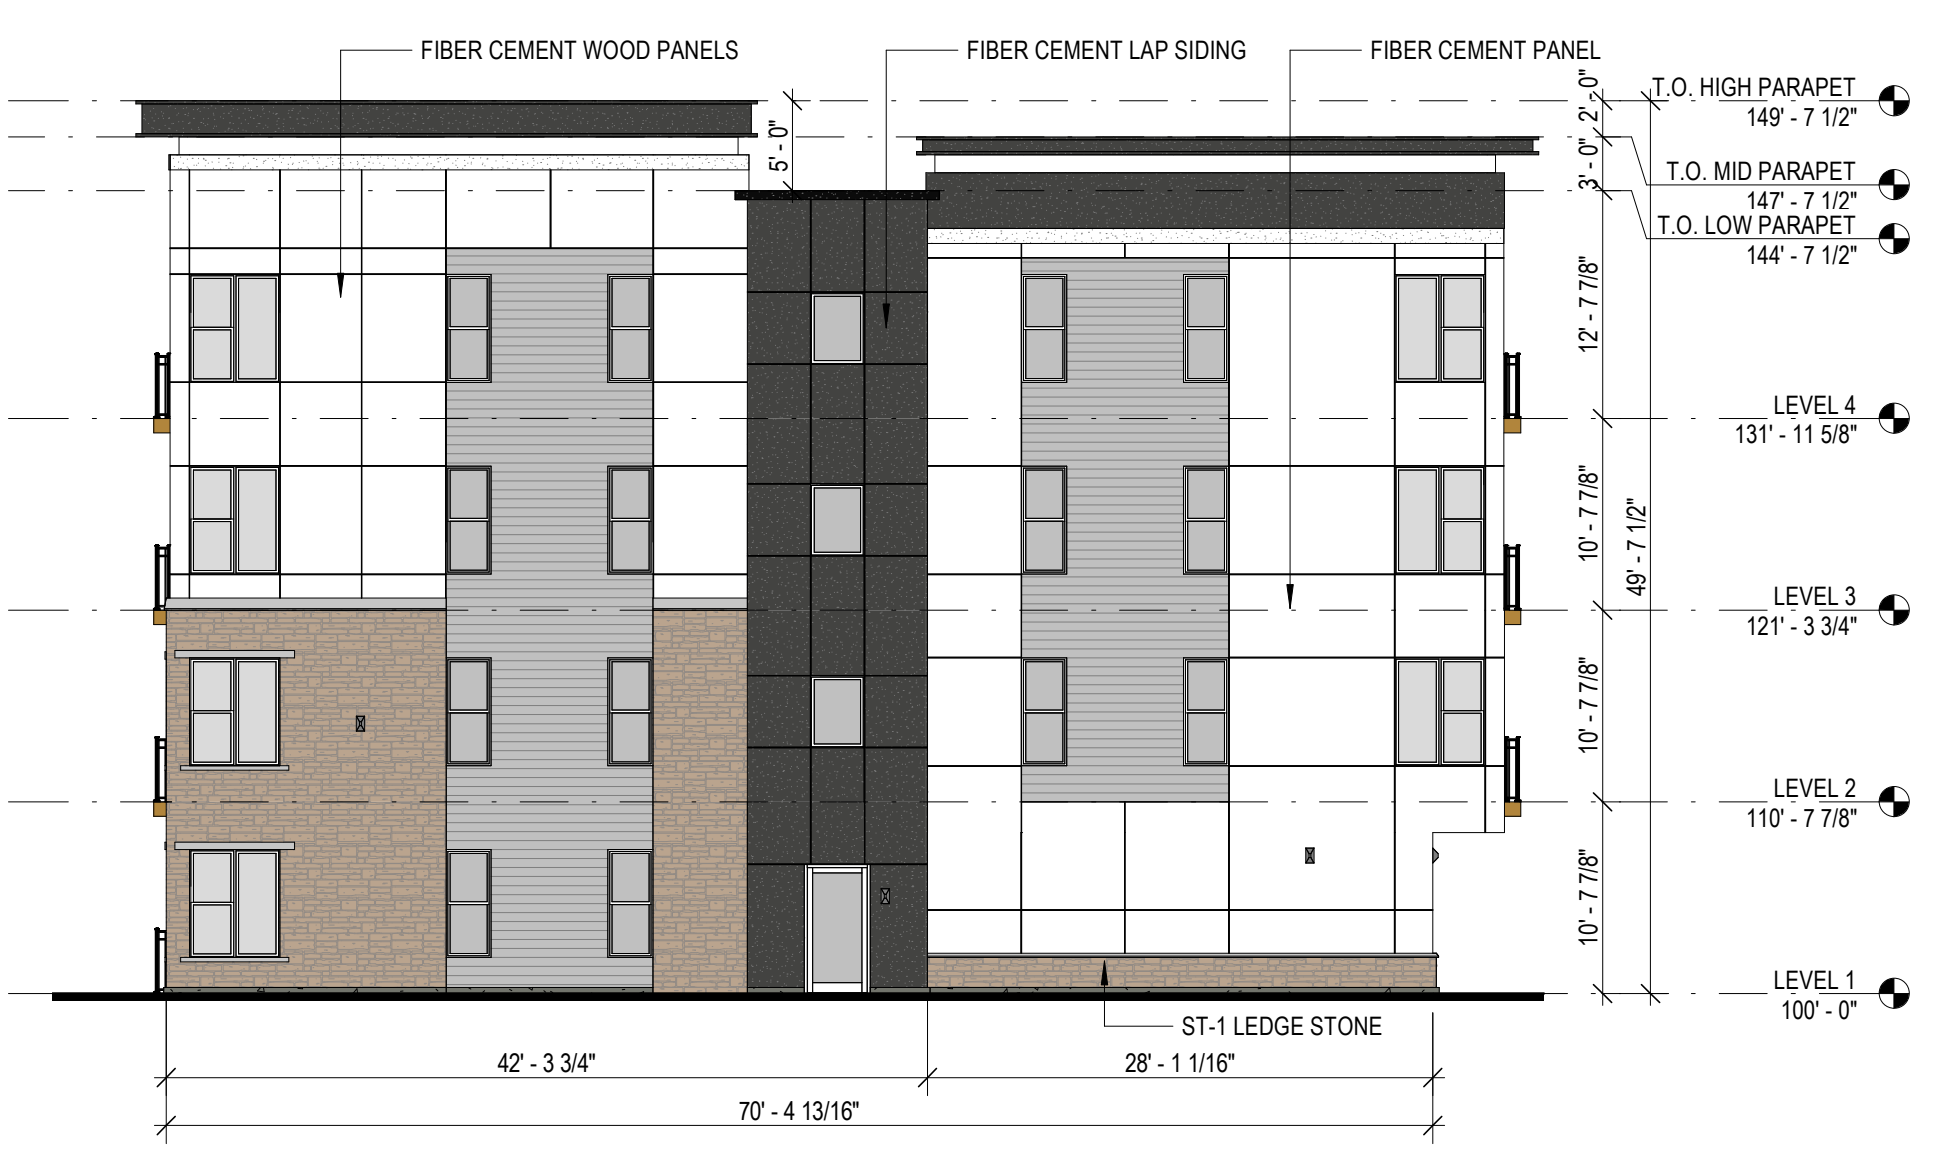 FIBER CEMENT WOOD PANELS
FIBER CEMENT LAP SIDING
FIBER CEMENT PANEL
2' - 0"
T.O. HIGH PARAPET
149' - 7 1/2"
5' - 0"
3' - 0"
T.O. MID PARAPET
147' - 7 1/2"
T.O. LOW PARAPET
144' - 7 1/2"
12' - 7 7/8"
LEVEL 4
131' - 11 5/8"
10' - 7 7/8"
49' - 7 1/2"
LEVEL 3
121' - 3 3/4"
10' - 7 7/8"
LEVEL 2
110' - 7 7/8"
10' - 7 7/8"
LEVEL 1
100' - 0"
ST-1 LEDGE STONE
42' - 3 3/4"
28' - 1 1/16"
70' - 4 13/16"